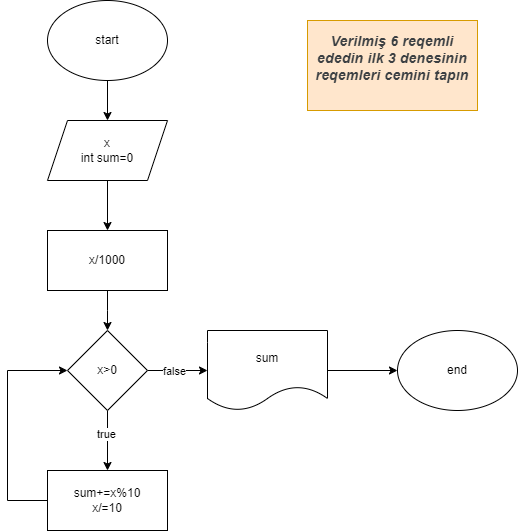 start
Verilmiş 6 reqemli
ededin ilk 3 denesinin
reqemleri cemini tapın
x
int sum=0
x/1000
x>0
false
sum
end
true
sum+=x%10
x/=10